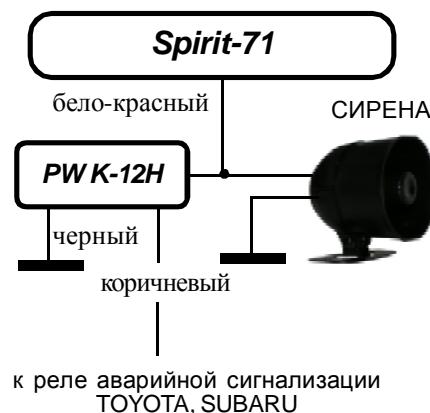 Spirit-71
бело-красный
СИРЕНА
PW K-12H
черный
коричневый
к реле аварийной сигнализации
TOYOTA, SUBARU